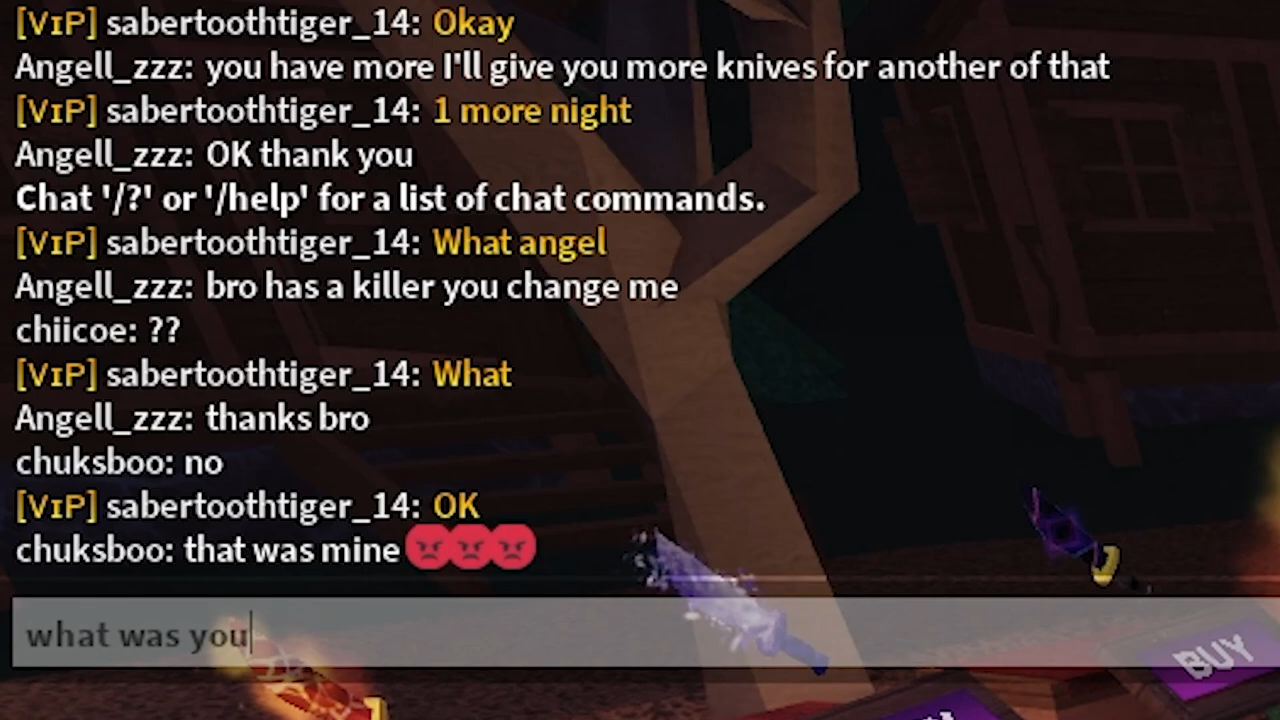 [VIP] sabertoothtiger_14: Okay
Angell_zzz: you have more I'll give you more knives for another of that
[VIP] sabertoothtiger_14: 1 more night
Angell_zzz: OK thank you
Chat '/?' or '/help' for a list of chat commands.
[VIP] sabertoothtiger_14: What angel
Angell_zzz: bro has a killer you change me
chiicoe: ??
[VIP] sabertoothtiger_14: What
Angell_zzz: thanks bro
chuksboo: no
[VIP] sabertoothtiger_14: OK
chuksboo: that was mine 😡😡😡
what was you
BUY